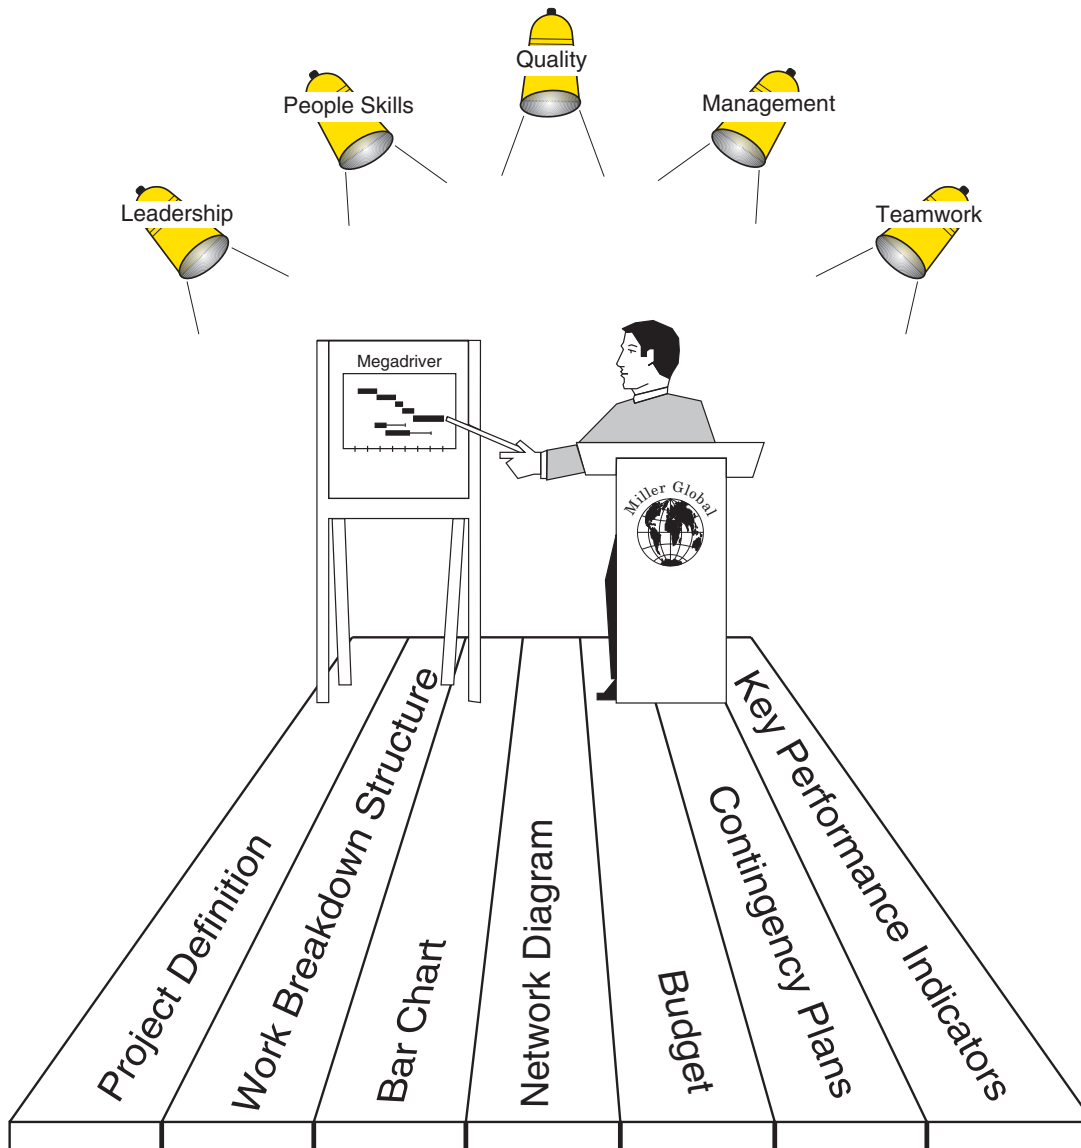 Quality
People Skills
Management
Leadership
Teamwork
Megadriver
Miller Global
Project Definition
Work Breakdown Structure
Bar Chart
Network Diagram
Budget
Contingency Plans
Key Performance Indicators